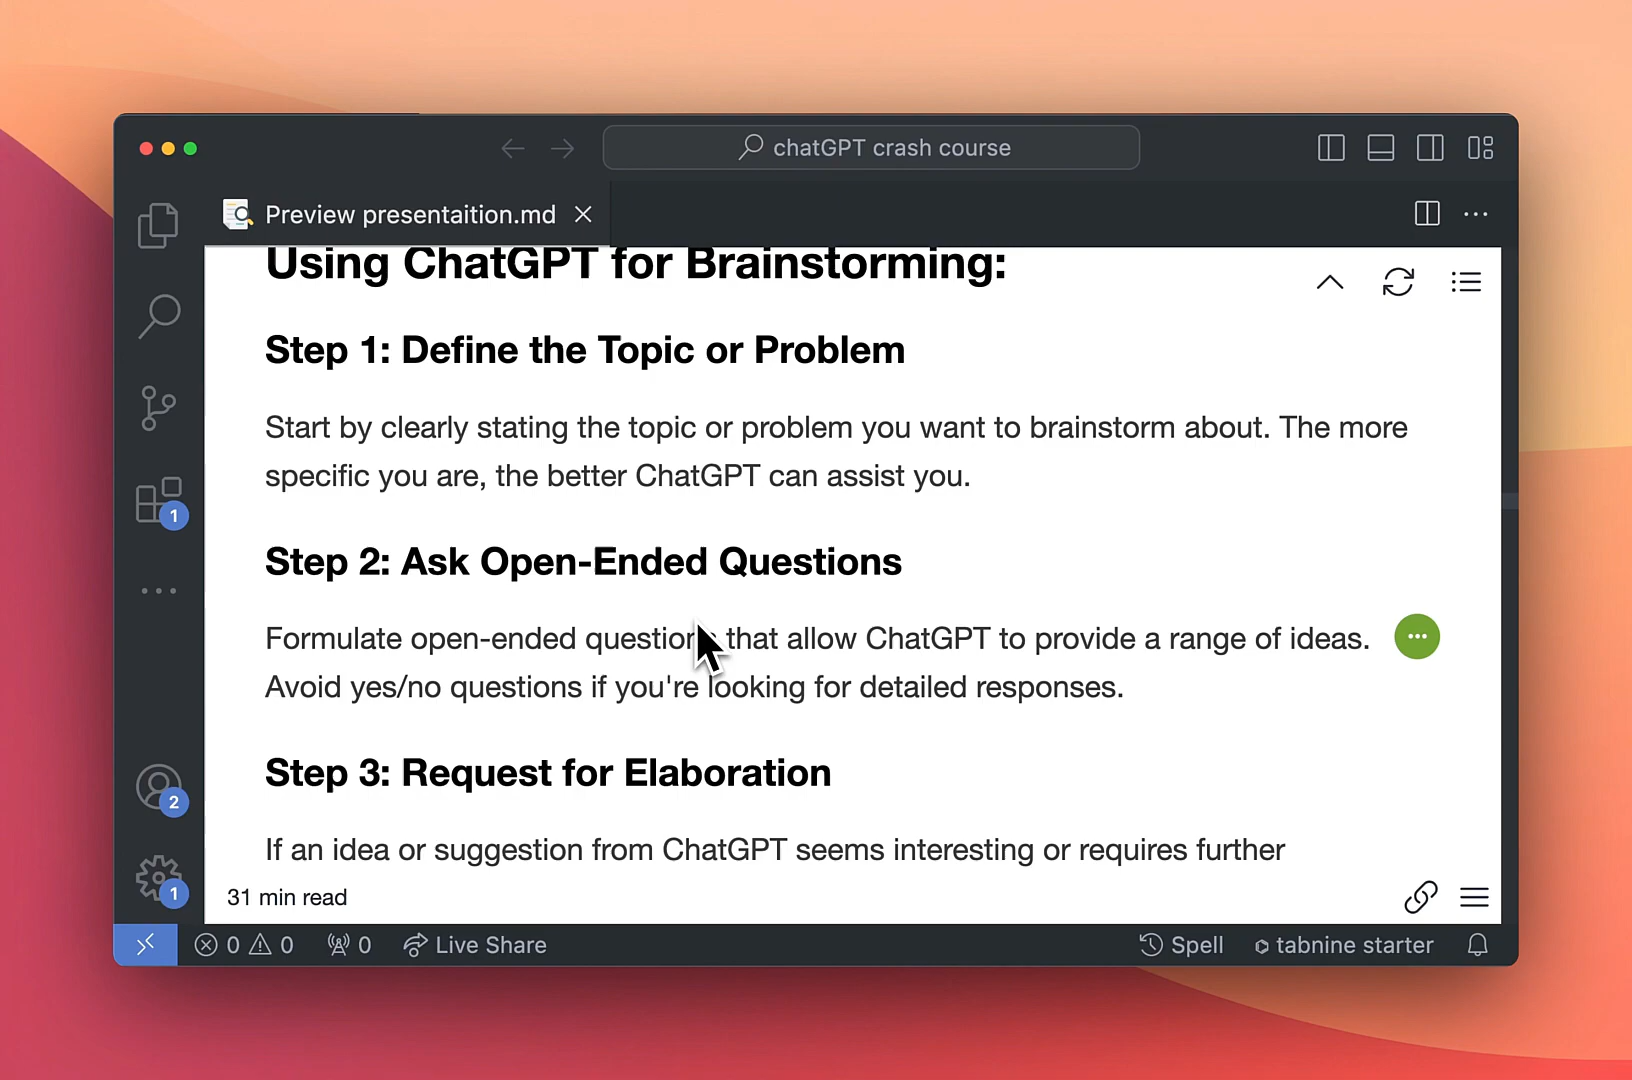 chatGPT crash course
Preview presentaition.md
Using ChatGPT for Brainstorming:
Step 1: Define the Topic or Problem
Start by clearly stating the topic or problem you want to brainstorm about. The more
specific you are, the better ChatGPT can assist you.
1
Step 2: Ask Open-Ended Questions
Formulate open-ended questions that allow ChatGPT to provide a range of ideas.
Avoid yes/no questions if you're looking for detailed responses.
Step 3: Request for Elaboration
2
If an idea or suggestion from ChatGPT seems interesting or requires further
1
31 min read
0 0 0 Live Share Spell tabnine starter